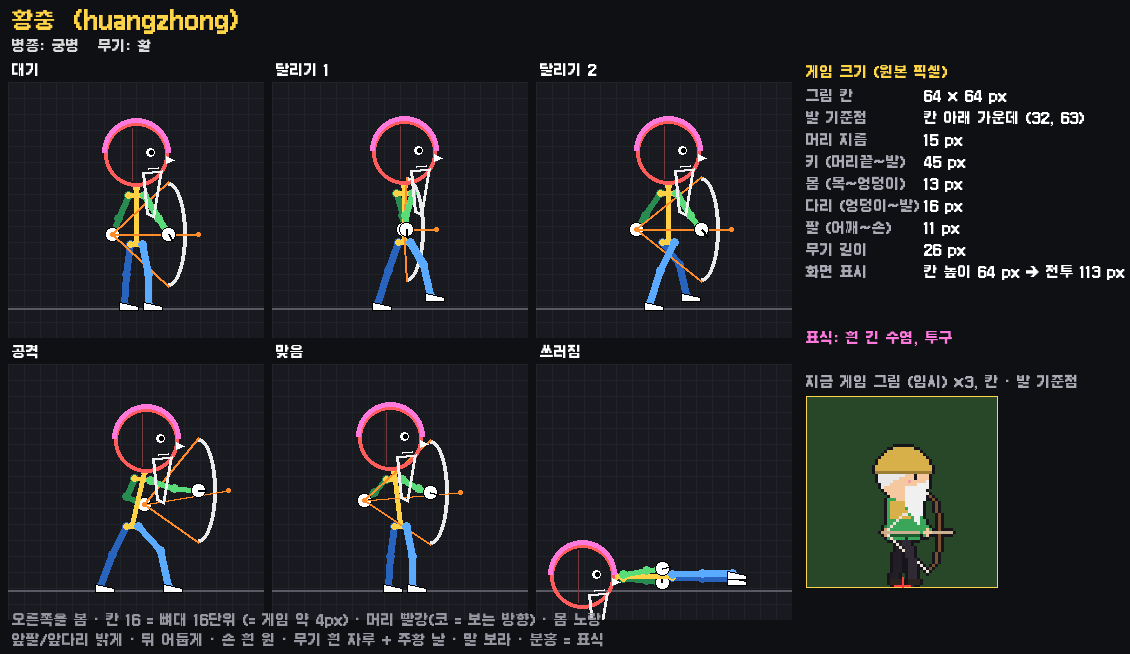 황충 (huangzhong)
병종: 궁병 무기: 활
대기
달리기 1
달리기 2
게임 크기 (원본 픽셀)
그림 칸 64 × 64 px
발 기준점 칸 아래 가운데 (32, 63)
머리 지름 15 px
키 (머리끝~발) 45 px
몸 (목~엉덩이) 13 px
다리 (엉덩이~발) 16 px
팔 (어깨~손) 11 px
무기 길이 26 px
화면 표시 칸 높이 64 px → 전투 113 px
표식: 흰 긴 수염, 투구
공격
맞음
쓰러짐
지금 게임 그림 (임시) ×3, 칸 · 발 기준점
오른쪽을 봄 · 칸 16 = 뼈대 16단위 (= 게임 약 4px) · 머리 빨강(코 = 보는 방향) · 몸 노랑
앞팔/앞다리 밝게 · 뒤 어둡게 · 손 흰 원 · 무기 흰 자루 + 주황 날 · 말 보라 · 분홍 = 표식